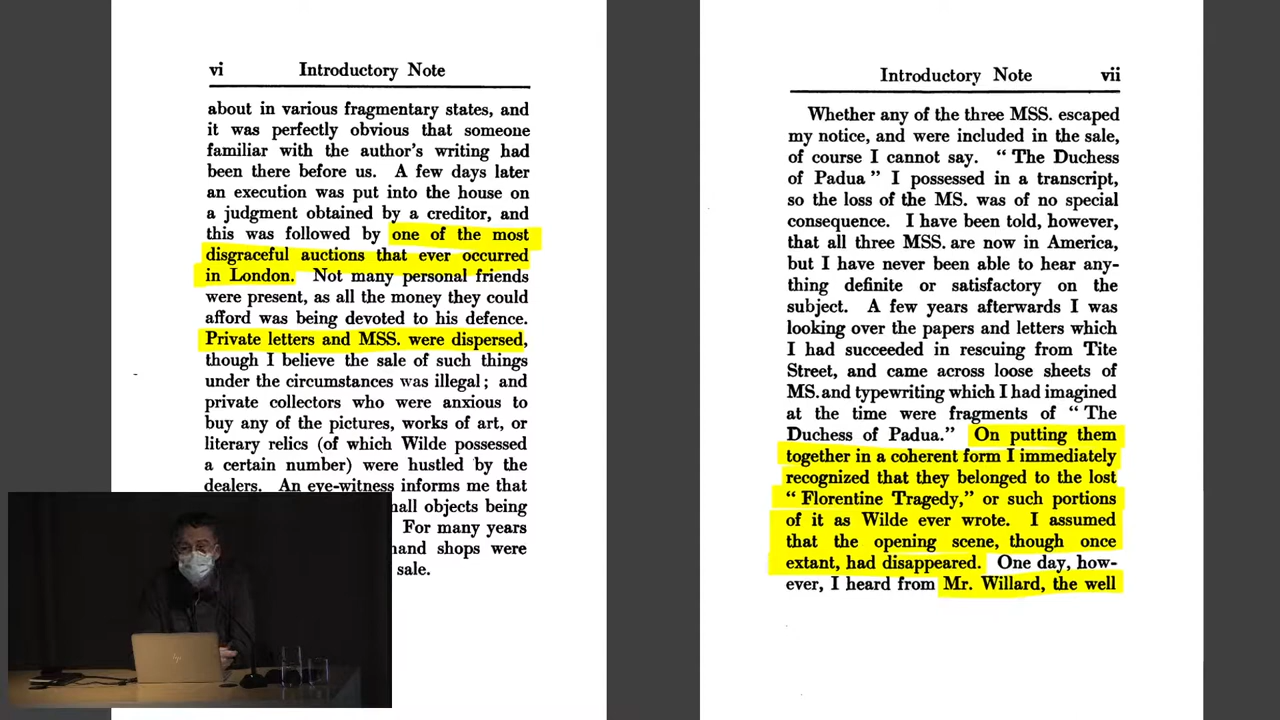 vi Introductory Note
about in various fragmentary states, and
it was perfectly obvious that someone
familiar with the author's writing had
been there before us. A few days later
an execution was put into the house on
a judgment obtained by a creditor, and
this was followed by one of the most
disgraceful auctions that ever occurred
in London. Not many personal friends
were present, as all the money they could
afford was being devoted to his defence.
Private letters and MSS. were dispersed,
though I believe the sale of such things
under the circumstances was illegal; and
private collectors who were anxious to
buy any of the pictures, works of art, or
literary relics (of which Wilde possessed
a certain number) were hustled by the
dealers. An eye-witness informs me that
small objects being
For many years
hand shops were
sale.
Introductory Note vii
Whether any of the three MSS. escaped
my notice, and were included in the sale,
of course I cannot say. "The Duchess
of Padua" I possessed in a transcript,
so the loss of the MS. was of no special
consequence. I have been told, however,
that all three MSS. are now in America,
but I have never been able to hear any-
thing definite or satisfactory on the
subject. A few years afterwards I was
looking over the papers and letters which
I had succeeded in rescuing from Tite
Street, and came across loose sheets of
MS. and typewriting which I had imagined
at the time were fragments of "The
Duchess of Padua." On putting them
together in a coherent form I immediately
recognized that they belonged to the lost
"Florentine Tragedy," or such portions
of it as Wilde ever wrote. I assumed
that the opening scene, though once
extant, had disappeared. One day, how-
ever, I heard from Mr. Willard, the well